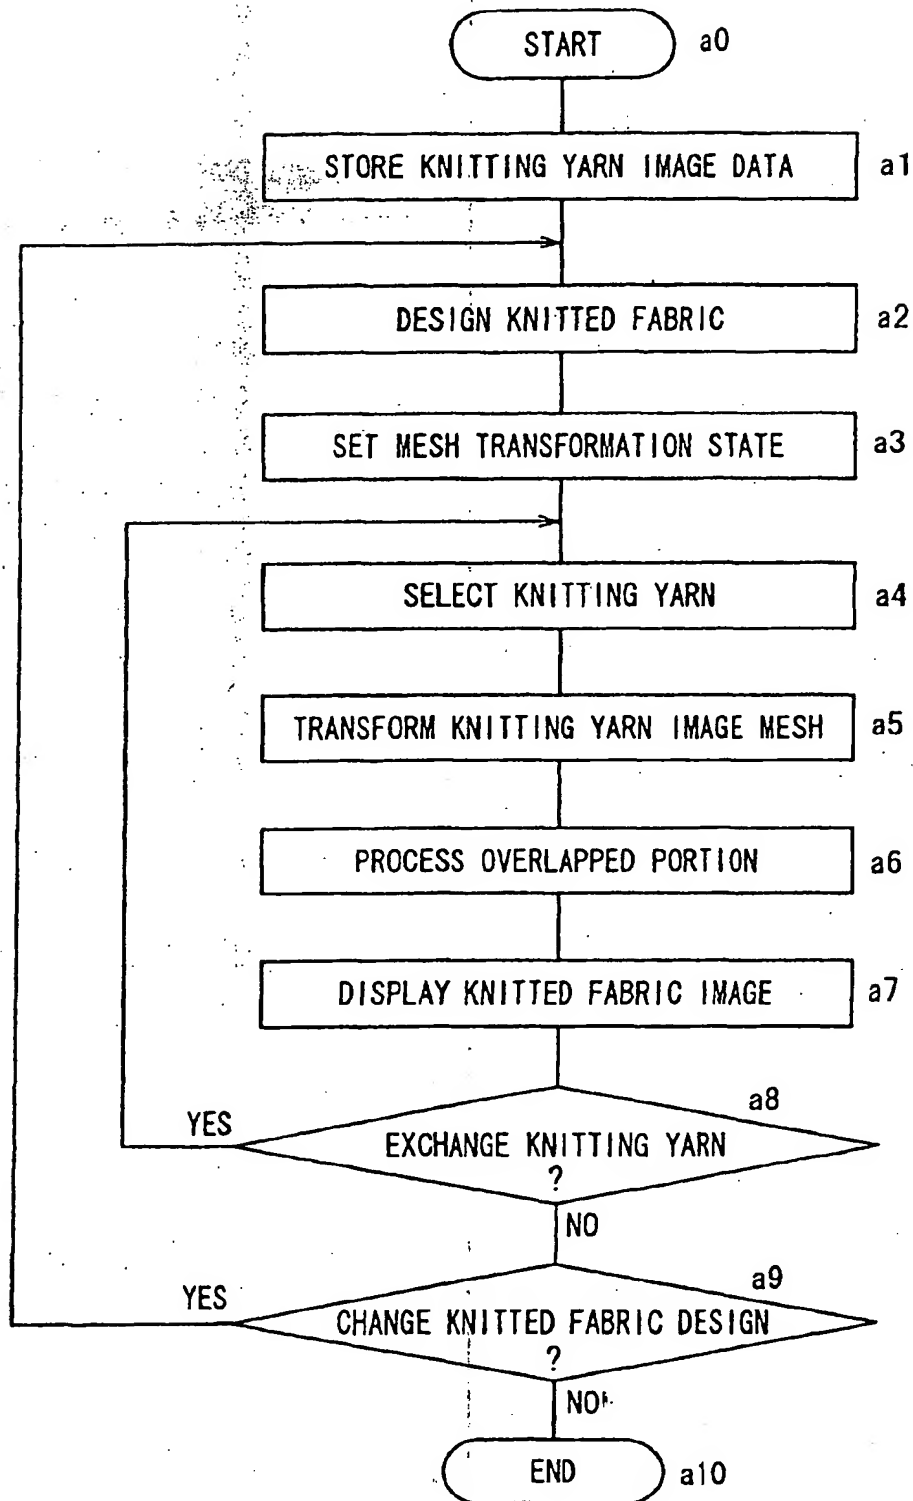 START a0
STORE KNITTING YARN IMAGE DATA a1
DESIGN KNITTED FABRIC a2
SET MESH TRANSFORMATION STATE a3
SELECT KNITTING YARN a4
TRANSFORM KNITTING YARN IMAGE MESH a5
PROCESS OVERLAPPED PORTION a6
DISPLAY KNITTED FABRIC IMAGE a7
a8
YES
EXCHANGE KNITTING YARN
?
NO
a9
YES
CHANGE KNITTED FABRIC DESIGN
?
NO
END a10